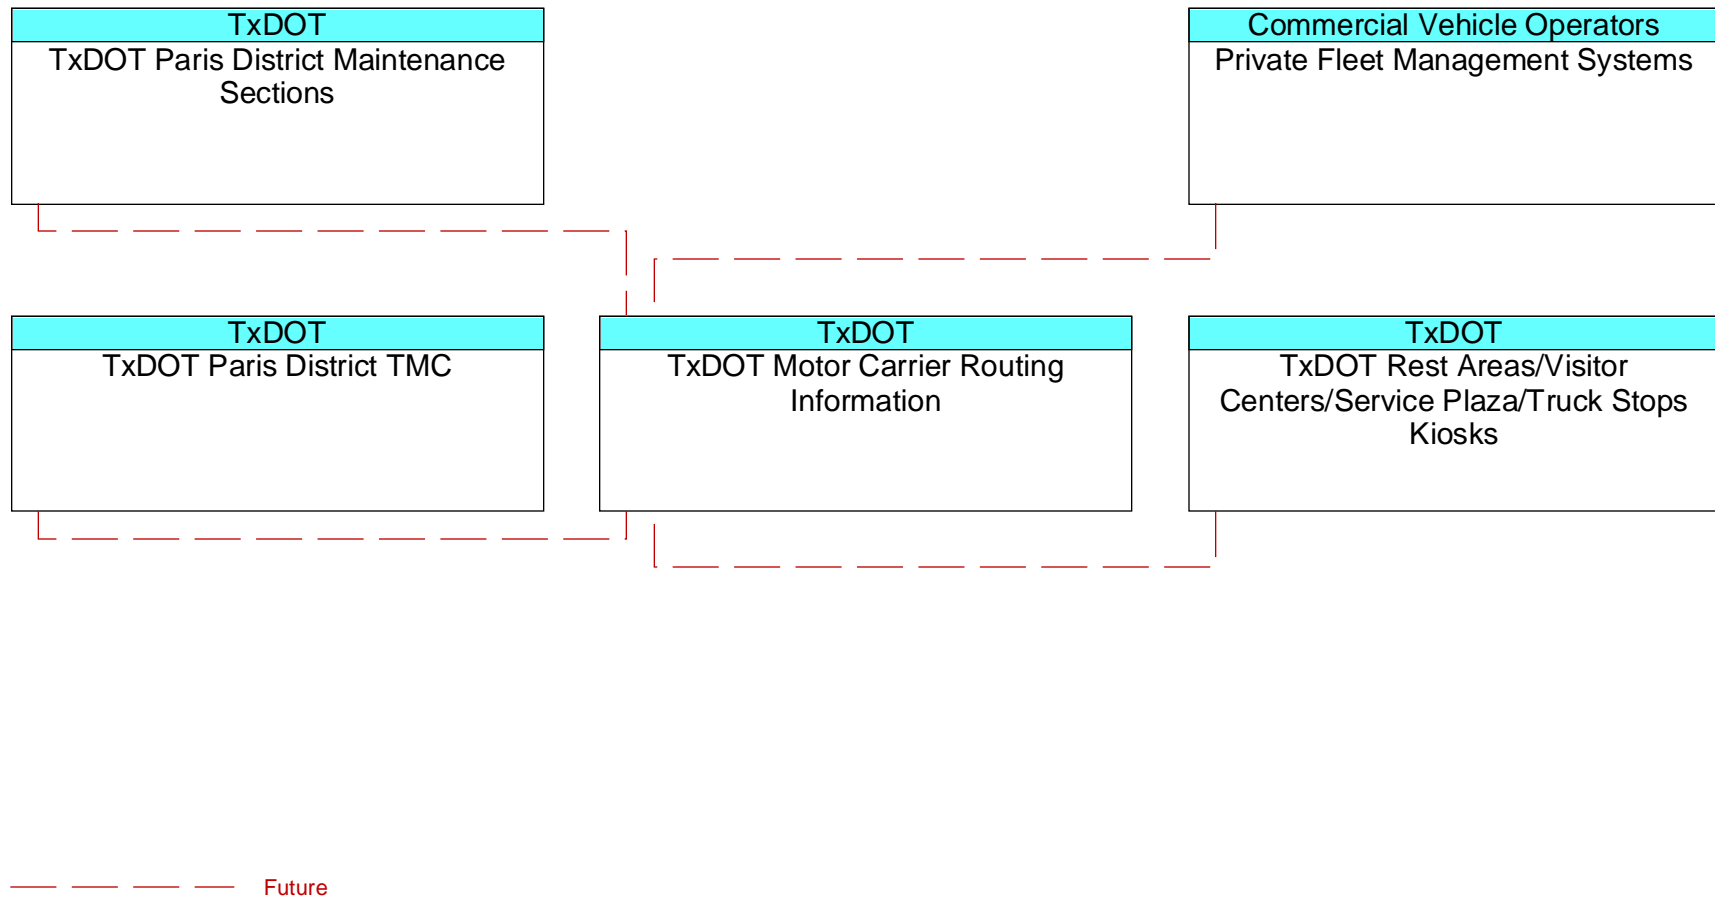 TxDOT
TxDOT Paris District Maintenance
Sections
Commercial Vehicle Operators
Private Fleet Management Systems
TxDOT
TxDOT Paris District TMC
TxDOT
TxDOT Motor Carrier Routing
Information
TxDOT
TxDOT Rest Areas/Visitor
Centers/Service Plaza/Truck Stops
Kiosks
Future